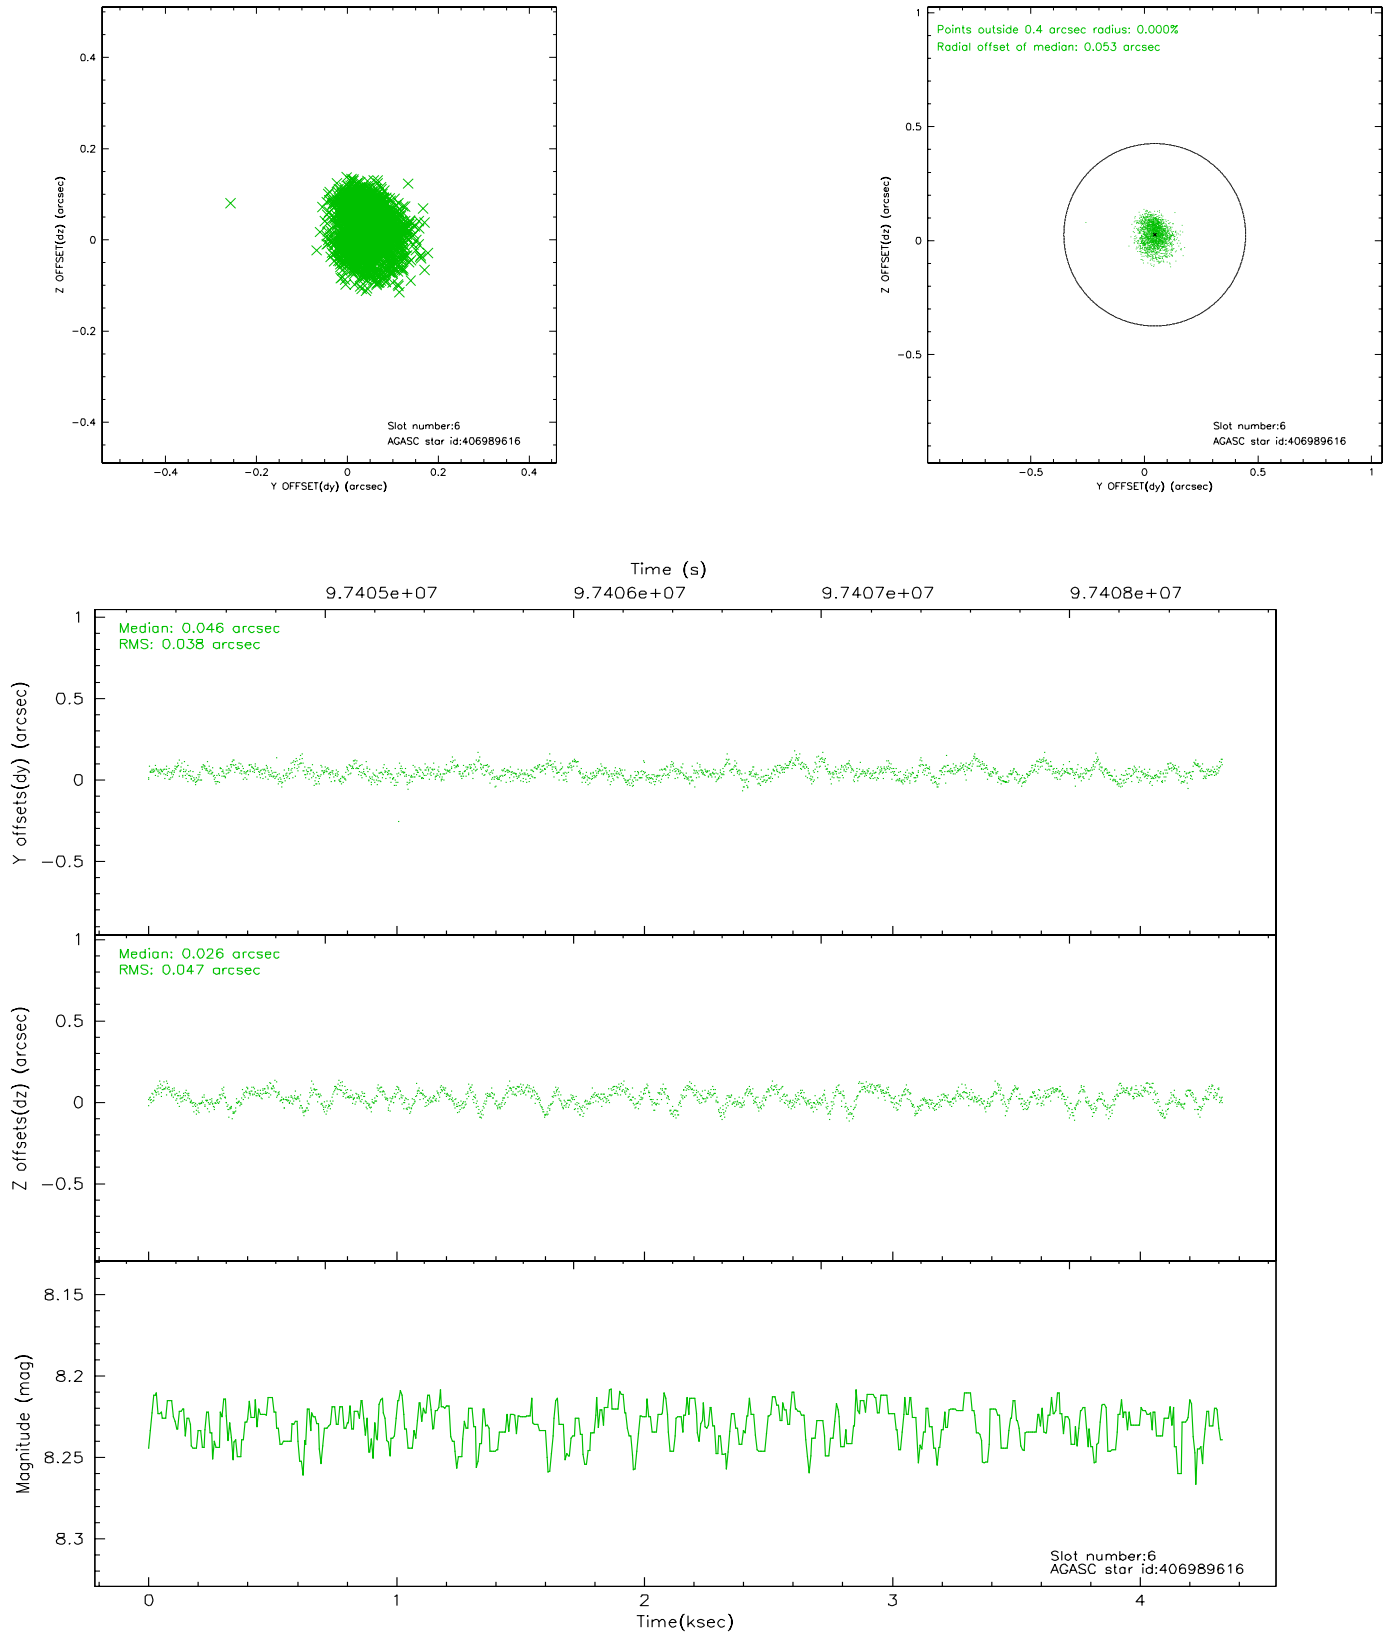 0.4
0.2
0
−0.2
−0.4
Z OFFSET(dz) (arcsec)
Slot number:6
AGASC star id:406989616
−0.4
−0.2
0
0.2
0.4
Y OFFSET(dy) (arcsec)
Points outside 0.4 arcsec radius: 0.000%
Radial offset of median: 0.053 arcsec
1
0.5
0
−0.5
Z OFFSET(dz) (arcsec)
Slot number:6
AGASC star id:406989616
−0.5
0
0.5
1
Y OFFSET(dy) (arcsec)
Time (s)
9.7405e+07
9.7406e+07
9.7407e+07
9.7408e+07
Median: 0.046 arcsec
RMS: 0.038 arcsec
1
0.5
0
−0.5
Y offsets(dy) (arcsec)
Median: 0.026 arcsec
RMS: 0.047 arcsec
1
0.5
0
−0.5
Z offsets(dz) (arcsec)
8.15
8.2
8.25
8.3
Magnitude (mag)
Slot number:6
AGASC star id:406989616
0
1
2
3
4
Time(ksec)